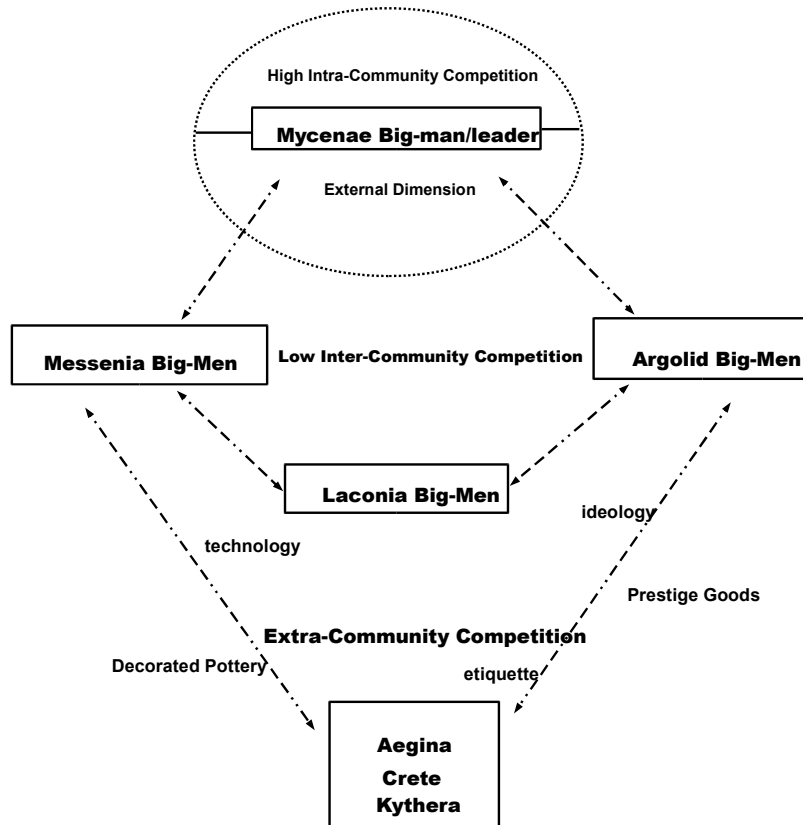 High Intra-Community Competition
Mycenae Big-man/leader
External Dimension
Messenia Big-Men
Low Inter-Community Competition
Argolid Big-Men
Laconia Big-Men
ideology
technology
Prestige Goods
Extra-Community Competition
Decorated Pottery
etiquette
Aegina
Crete
Kythera